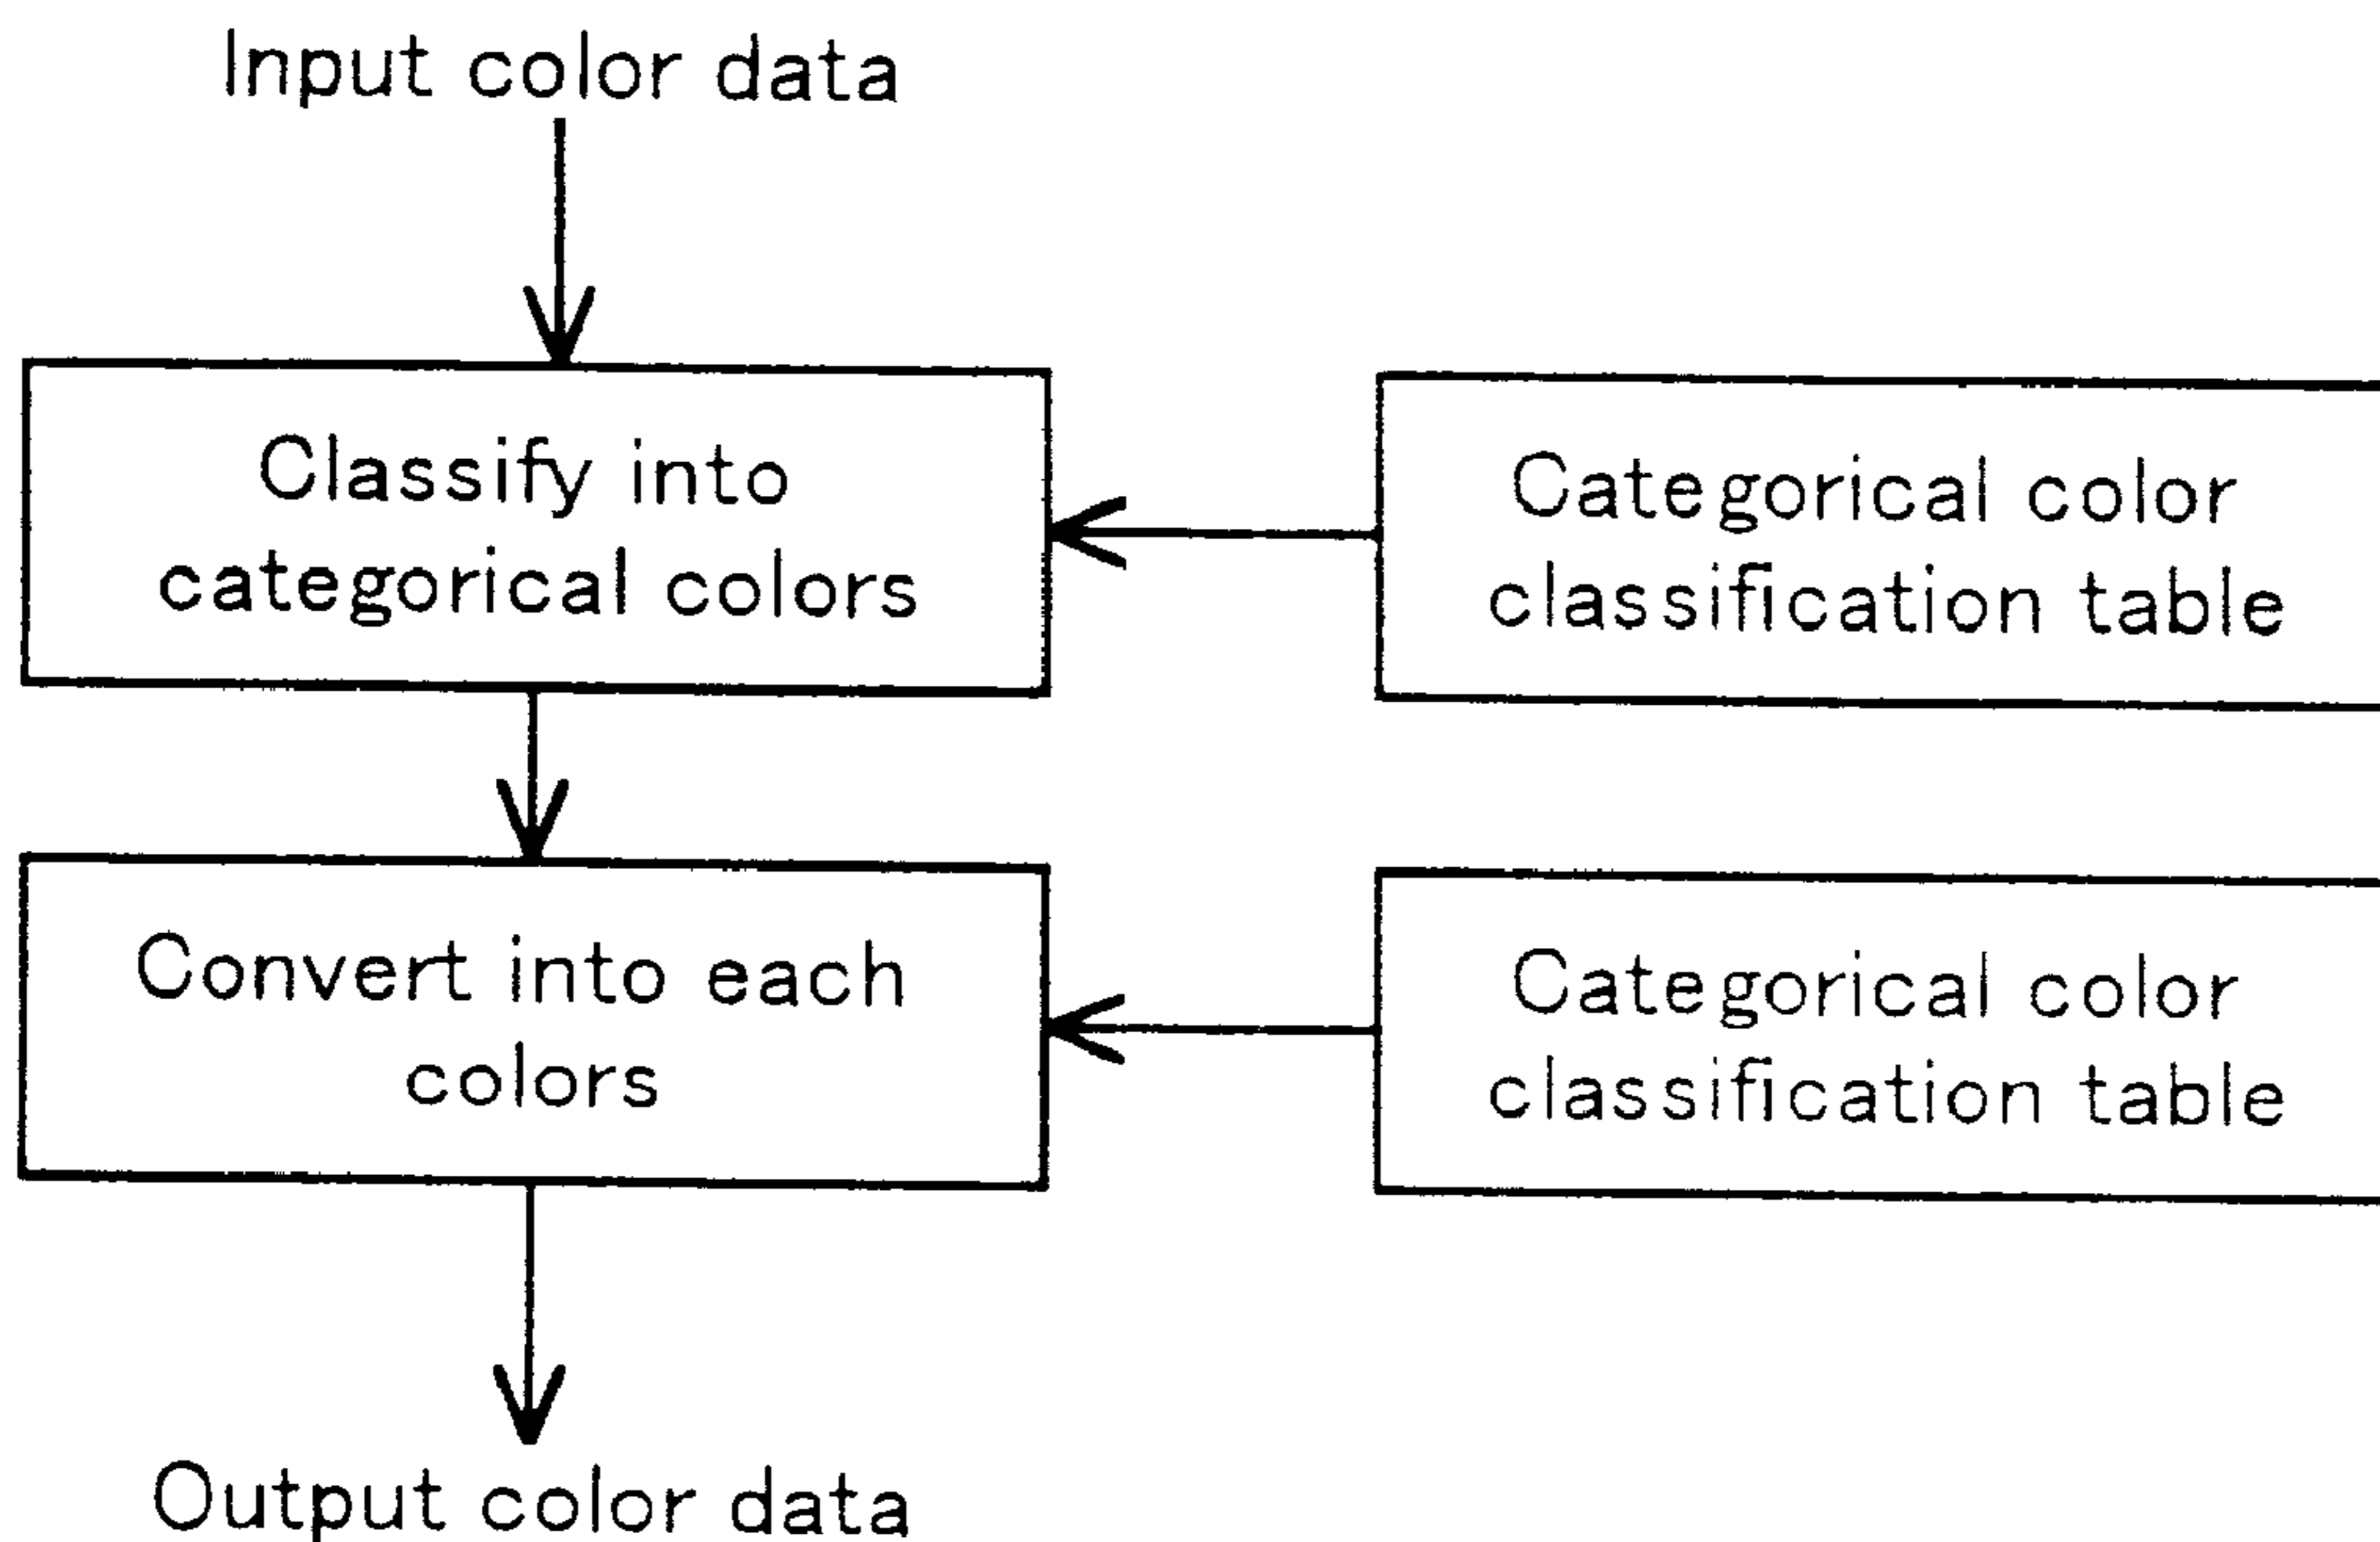 Input color data
Classify into
categorical colors
Categorical color
classification table
Convert into each
colors
Categorical color
classification table
Output color data